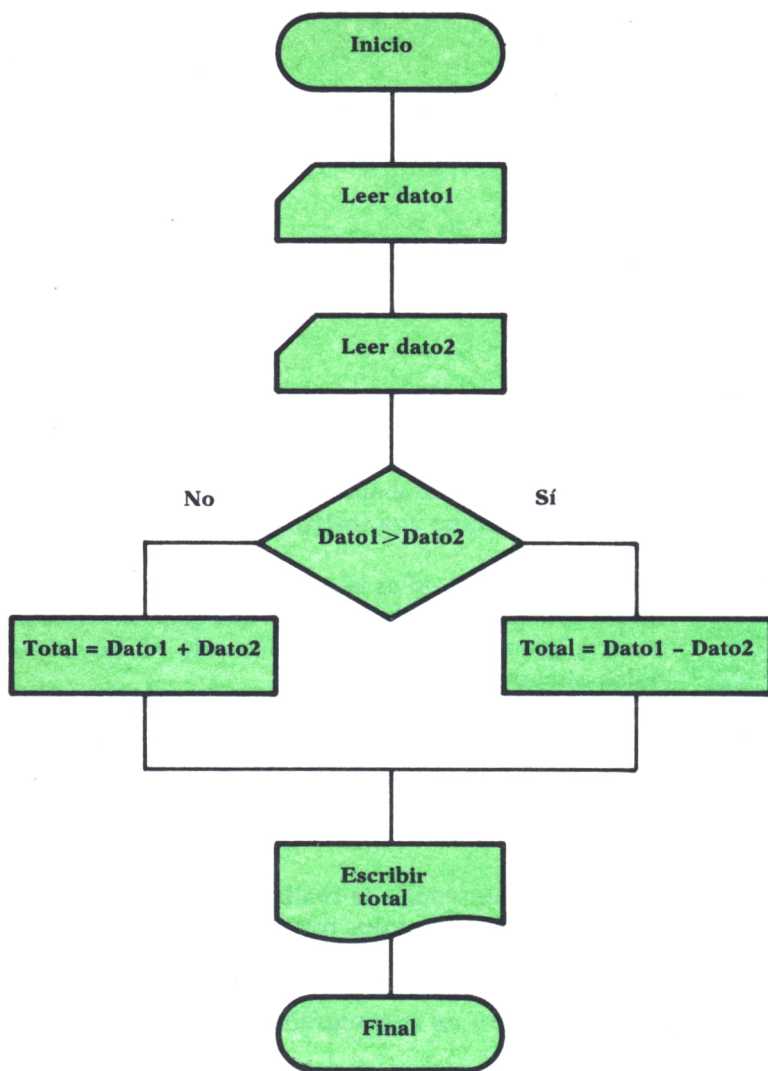 Inicio
Leer dato1
Leer dato2
No
Sí
Dato1>Dato2
Total = Dato1 + Dato2
Total = Dato1 – Dato2
Escribir
total
Final